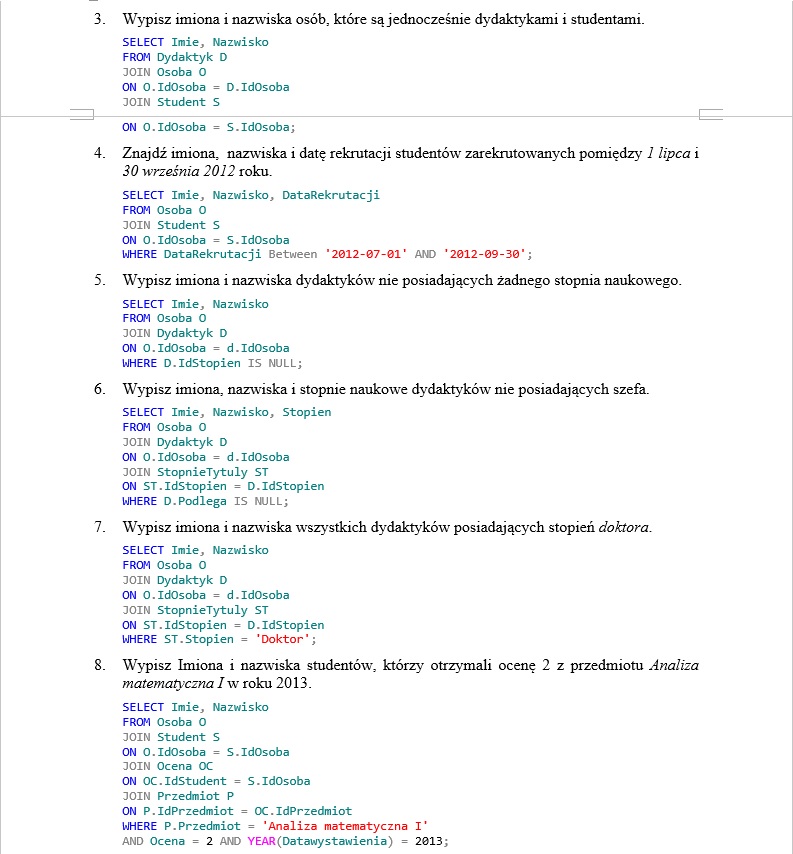 3. Wypisz imiona i nazwiska osób, które są jednocześnie dydaktykami i studentami.
SELECT Imie, Nazwisko
FROM Dydaktyk D
JOIN Osoba O
ON O.IdOsoba = D.IdOsoba
JOIN Student S
ON O.IdOsoba = S.IdOsoba;
4. Znajdź imiona, nazwiska i datę rekrutacji studentów zarekrutowanych pomiędzy 1 lipca i
30 września 2012 roku.
SELECT Imie, Nazwisko, DataRekrutacji
FROM Osoba O
JOIN Student S
ON O.IdOsoba = S.IdOsoba
WHERE DataRekrutacji Between '2012-07-01' AND '2012-09-30';
5. Wypisz imiona i nazwiska dydaktyków nie posiadających żadnego stopnia naukowego.
SELECT Imie, Nazwisko
FROM Osoba O
JOIN Dydaktyk D
ON O.IdOsoba = d.IdOsoba
WHERE D.IdStopien IS NULL;
6. Wypisz imiona, nazwiska i stopnie naukowe dydaktyków nie posiadających szefa.
SELECT Imie, Nazwisko, Stopien
FROM Osoba O
JOIN Dydaktyk D
ON O.IdOsoba = d.IdOsoba
JOIN StopnieTytuly ST
ON ST.IdStopien = D.IdStopien
WHERE D.Podlega IS NULL;
7. Wypisz imiona i nazwiska wszystkich dydaktyków posiadających stopień doktora.
SELECT Imie, Nazwisko
FROM Osoba O
JOIN Dydaktyk D
ON O.IdOsoba = d.IdOsoba
JOIN StopnieTytuly ST
ON ST.IdStopien = D.IdStopien
WHERE ST.Stopien = 'Doktor';
8. Wypisz Imiona i nazwiska studentów, którzy otrzymali ocenę 2 z przedmiotu Analiza
matematyczna I w roku 2013.
SELECT Imie, Nazwisko
FROM Osoba O
JOIN Student S
ON O.IdOsoba = S.IdOsoba
JOIN Ocena OC
ON OC.IdStudent = S.IdOsoba
JOIN Przedmiot P
ON P.IdPrzedmiot = OC.IdPrzedmiot
WHERE P.Przedmiot = 'Analiza matematyczna I'
AND Ocena = 2 AND YEAR(Datawystawienia) = 2013;